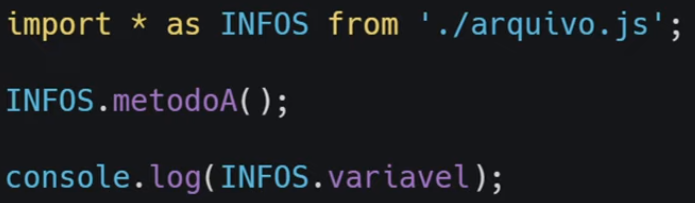 import * as INFOS from './arquivo.js';
INFOS.metodoA();
console.log(INFOS.variavel);